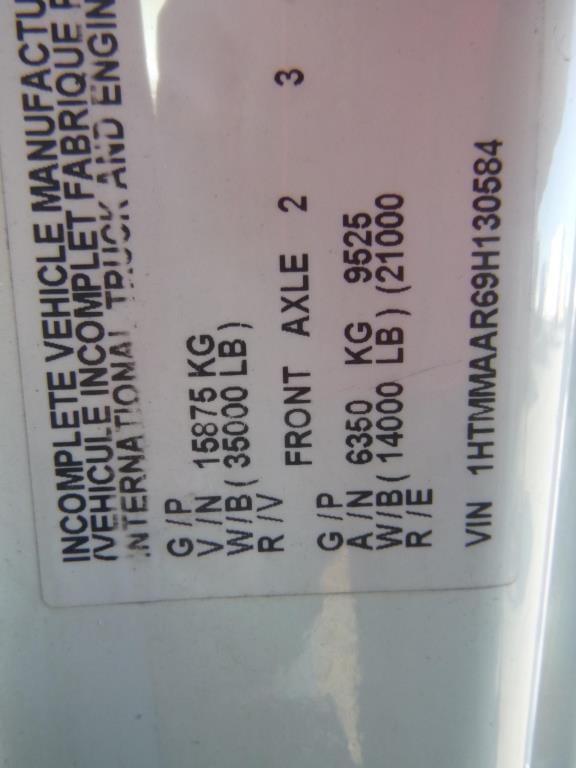 INCOMPLETE VEHICLE MANUFACTU
(VEHICULE INCOMPLET FABRIQUE P
INTERNATIONAL TRUCK AND ENGIN
G /P
V /N 15875 KG
W/B( 35000 LB)
R /V
FRONT AXLE 2 3
G /P
A /N 6350 KG 9525
W/B( 14000 LB ) (21000
R /E
VIN 1HTMMAAR69H130584